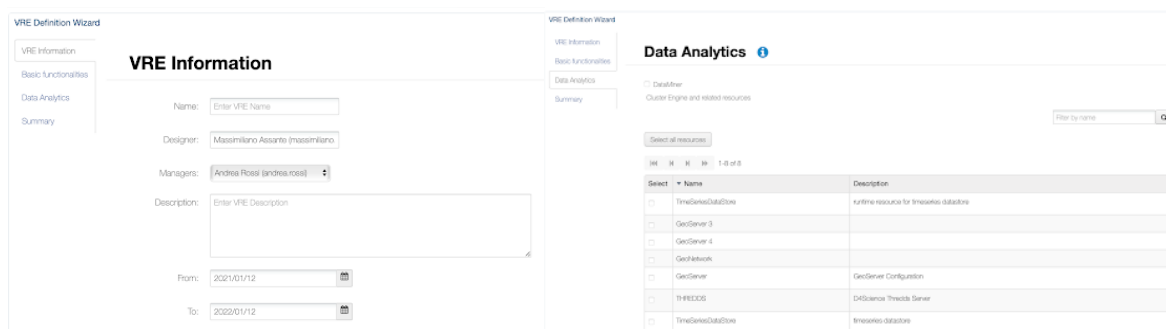 VRE Definition Wizard
VRE Information
Basic functionalities
Data Analytics
Summary
VRE Information
Name: Enter VRE Name
Designer: Massimiliano Assante (massimiliano.
Managers: Andrea Rossi (andrea.rossi)
Description: Enter VRE Description
From: 2021/01/12
To: 2022/01/12
VRE Definition Wizard
VRE Information
Basic functionalities
Data Analytics
Summary
Data Analytics
DataMiner
Cluster Engine and related resources
Filter by name
Select all resources
1-8 of 8
Select Name Description
TimeSeriesDataStore runtime resource for timeseries datastore
GeoServer 3
GeoServer 4
GeoNetwork
GeoServer GeoServer Configuration
THREDDS D4Science Thredds Server
TimeSeriesDataStore timeseries datastore